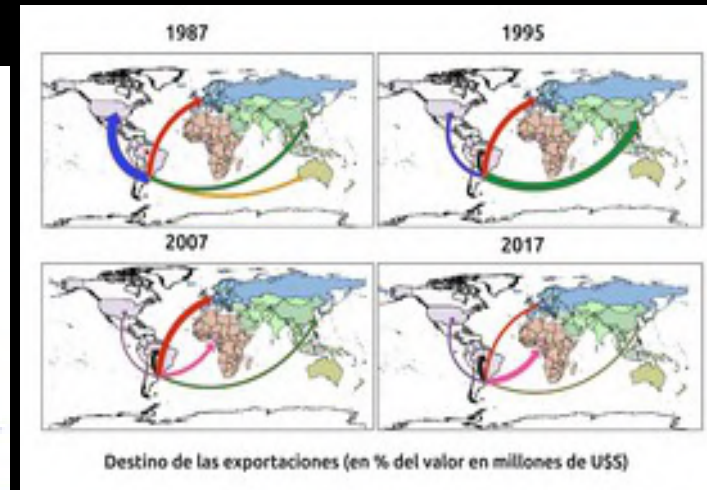 1987
1995
2007
2017
Destino de las exportaciones (en % del valor en millones de U$S)